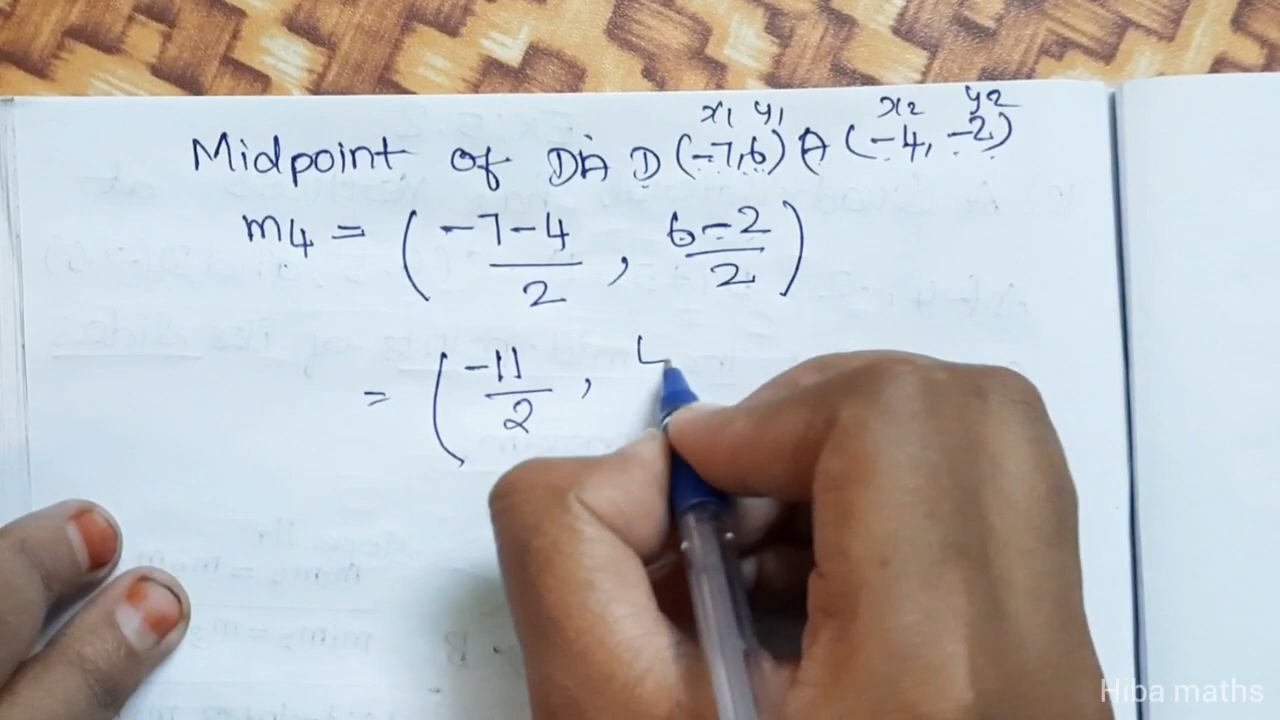 x1 y1 x2 y2
Midpoint of DA D(-7,6) A (-4, -2)
m4 = ( -7-4 / 2 , 6-2 / 2 )
= ( -11 / 2 , 4
Hiba maths